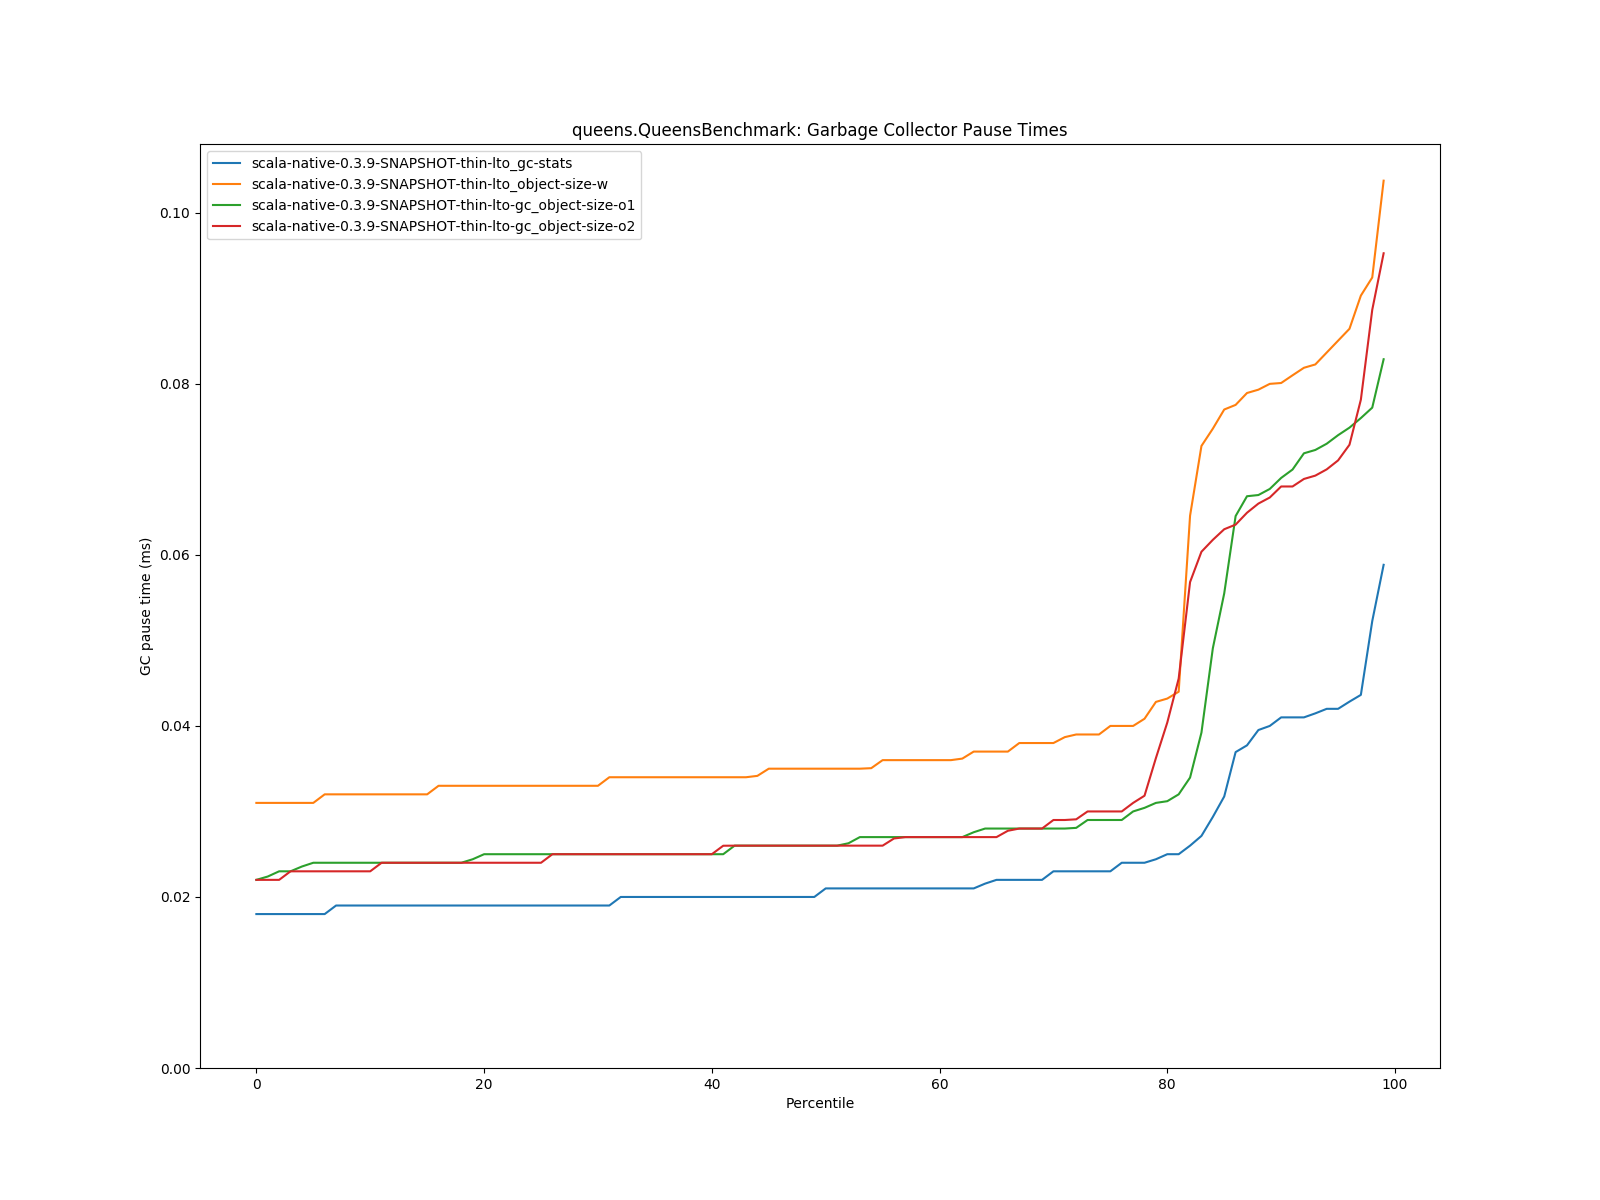 queens.QueensBenchmark: Garbage Collector Pause Times
scala-native-0.3.9-SNAPSHOT-thin-lto_gc-stats
scala-native-0.3.9-SNAPSHOT-thin-lto_object-size-w
scala-native-0.3.9-SNAPSHOT-thin-lto-gc_object-size-o1
scala-native-0.3.9-SNAPSHOT-thin-lto-gc_object-size-o2
GC pause time (ms)
0.10
0.08
0.06
0.04
0.02
0.00
0 20 40 60 80 100
Percentile